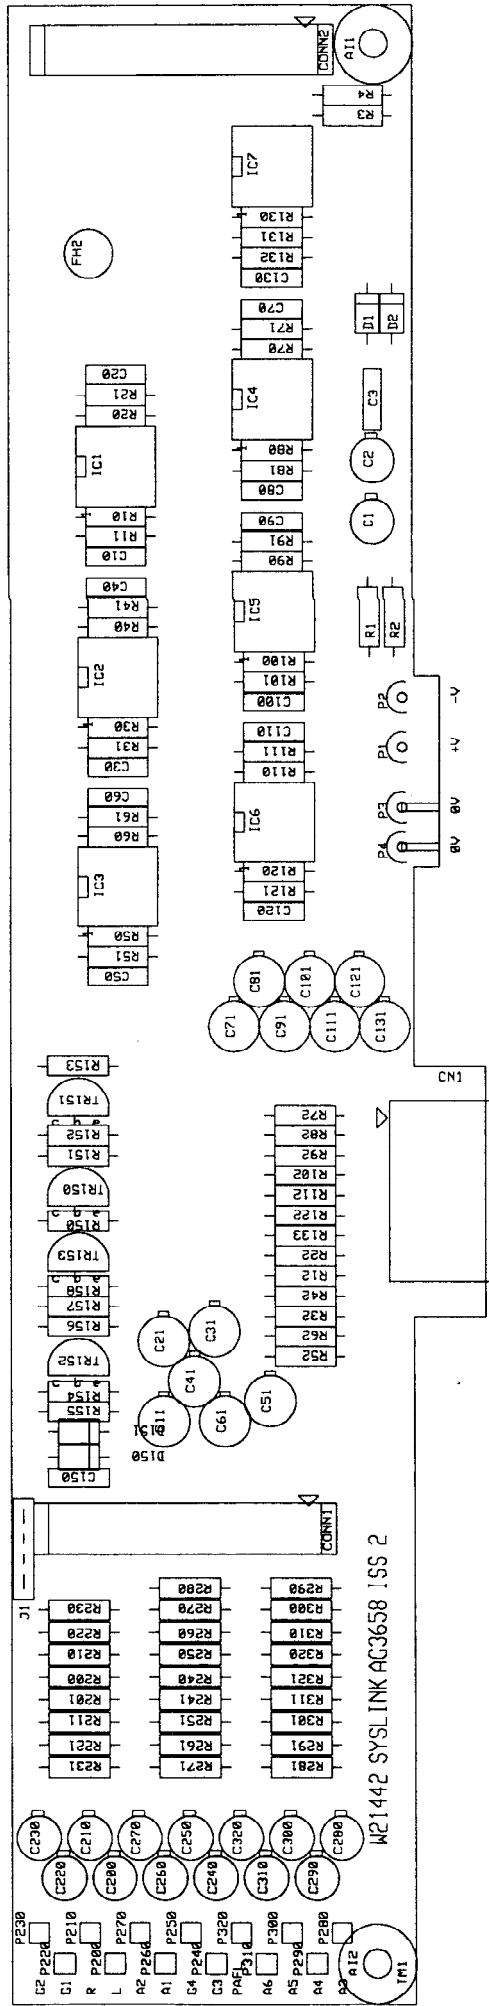 CONN2
AI1
R4
R3
IC7
R130
R131
R132
C130
FH2
C70
R71
R70
D1
D2
IC4
C3
C20
R21
R20
IC1
R80
R81
C80
C2
C1
R10
R11
C10
C90
R91
R90
C40
R41
R40
IC5
R1
R2
IC2
R100
R101
C100
P2
-V
R30
R31
C30
C110
R111
R110
P1
+V
C60
R61
R60
IC6
P3
0V
P4
0V
IC3
R120
R121
C120
R50
R51
C50
C81
C101
C121
C71
C91
C111
C131
R153
CN1
TR151
c b e
R152
R151
R72
R82
R92
R102
R112
R122
R133
R22
R12
R42
R32
R62
R52
TR150
c b e
R150
TR153
c b e
R158
R157
R156
C21
C31
TR152
c b e
R154
R155
C41
C51
C11
C61
D151
D150
C150
CONN1
J1
R230
R220
R210
R200
R201
R211
R221
R231
R280
R270
R260
R250
R240
R241
R251
R261
R271
R290
R300
R310
R320
R321
R311
R301
R291
R281
W21442 SYSLINK AG3658 ISS 2
C230
C210
C270
C250
C320
C300
C280
C220
C200
C260
C240
C310
C290
P230
P210
P270
P250
P320
P300
P280
P220
P200
P260
P240
P310
P290
G2
G1
R
L
A2
A1
G4
G3
PAFL
A6
A5
A4
A3
AI2
TM1